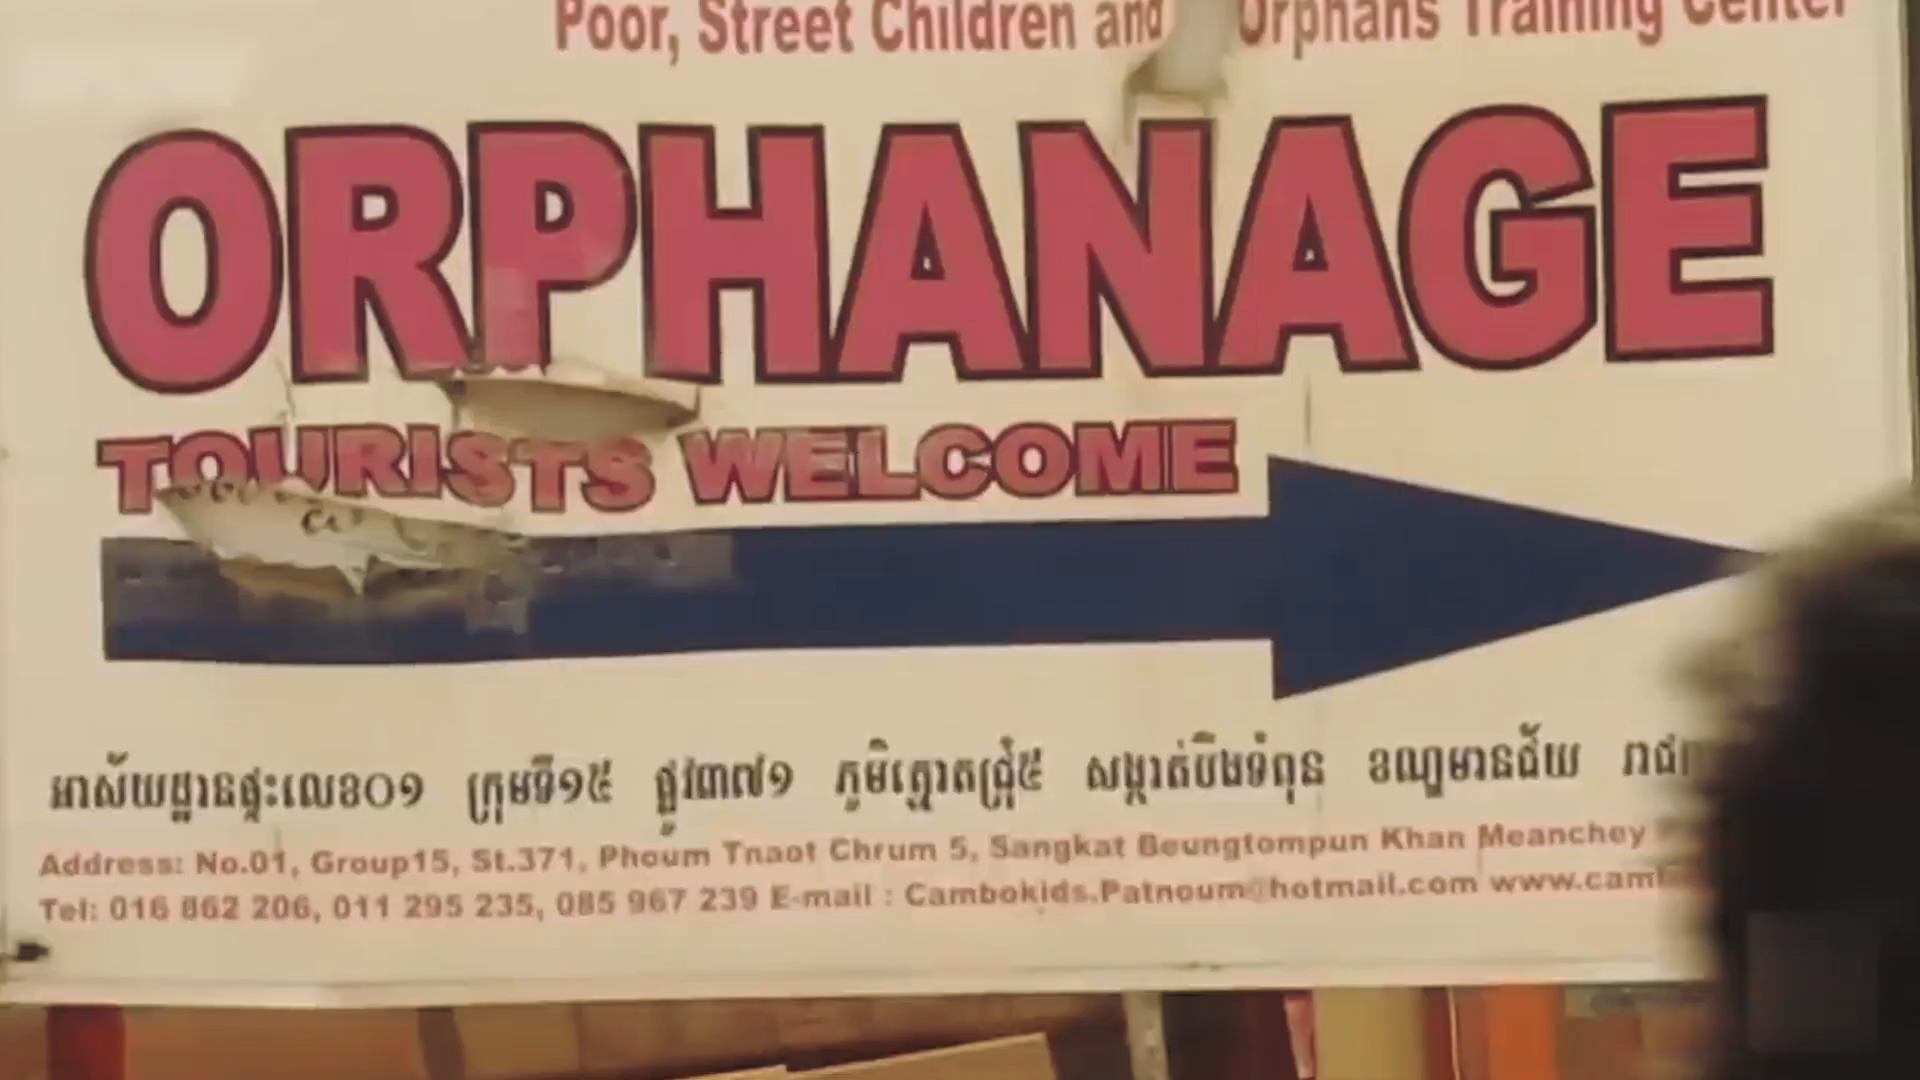 Poor, Street Children and Orphans Training Center
ORPHANAGE
TOURISTS WELCOME
អាស័យដ្ឋានផ្ទះលេខ០១ ក្រុមទី១៥ ផ្លូវ៣៧១ ភូមិត្នោតជ្រុំ៥ សង្កាត់បឹងទំពុន ខណ្ឌមានជ័យ
Address: No.01, Group15, St.371, Phoum Tnaot Chrum 5, Sangkat Beungtompun Khan Meanchey
Tel: 016 862 206, 011 295 235, 085 967 239 E-mail : Cambokids.Patnoum@hotmail.com